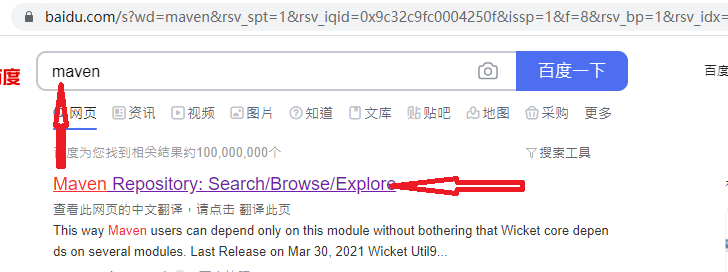 baidu.com/s?wd=maven&rsv_spt=1&rsv_iqid=0x9c32c9fc0004250f&issp=1&f=8&rsv_bp=1&rsv_idx=
百度 maven 百度一下 百度
网页 资讯 视频 图片 知道 文库 贴吧 地图 采购 更多
百度为您找到相关结果约100,000,000个 搜索工具
Maven Repository: Search/Browse/Explore
查看此网页的中文翻译，请点击 翻译此页
This way Maven users can depend only on this module without bothering that Wicket core depen
ds on several modules. Last Release on Mar 30, 2021 Wicket Util9...